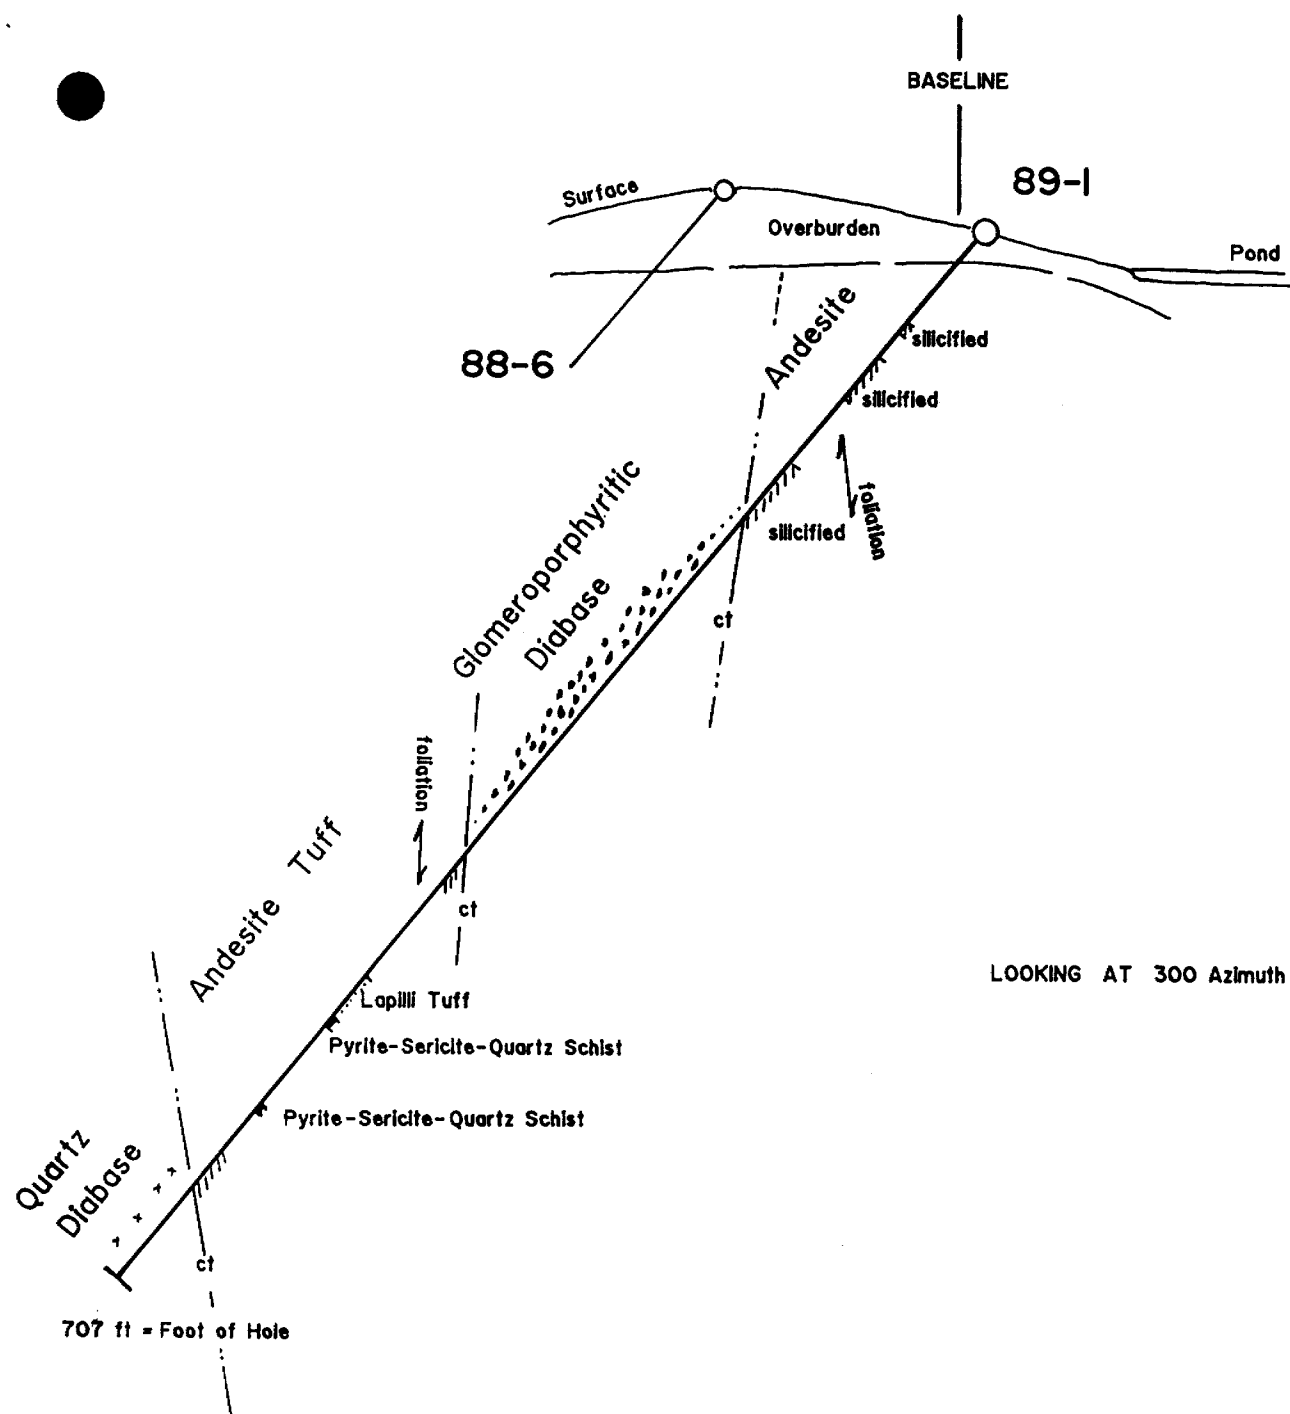 BASELINE
89-1
Surface
Overburden
Pond
Andesite
silicified
88-6
silicified
Glomeroporphyritic
Diabase
foliation
silicified
ct
foliation
Andesite Tuff
ct
LOOKING AT 300 Azimuth
Lapilli Tuff
Pyrite-Sericite-Quartz Schist
Pyrite-Sericite-Quartz Schist
Quartz
Diabase
ct
707 ft = Foot of Hole